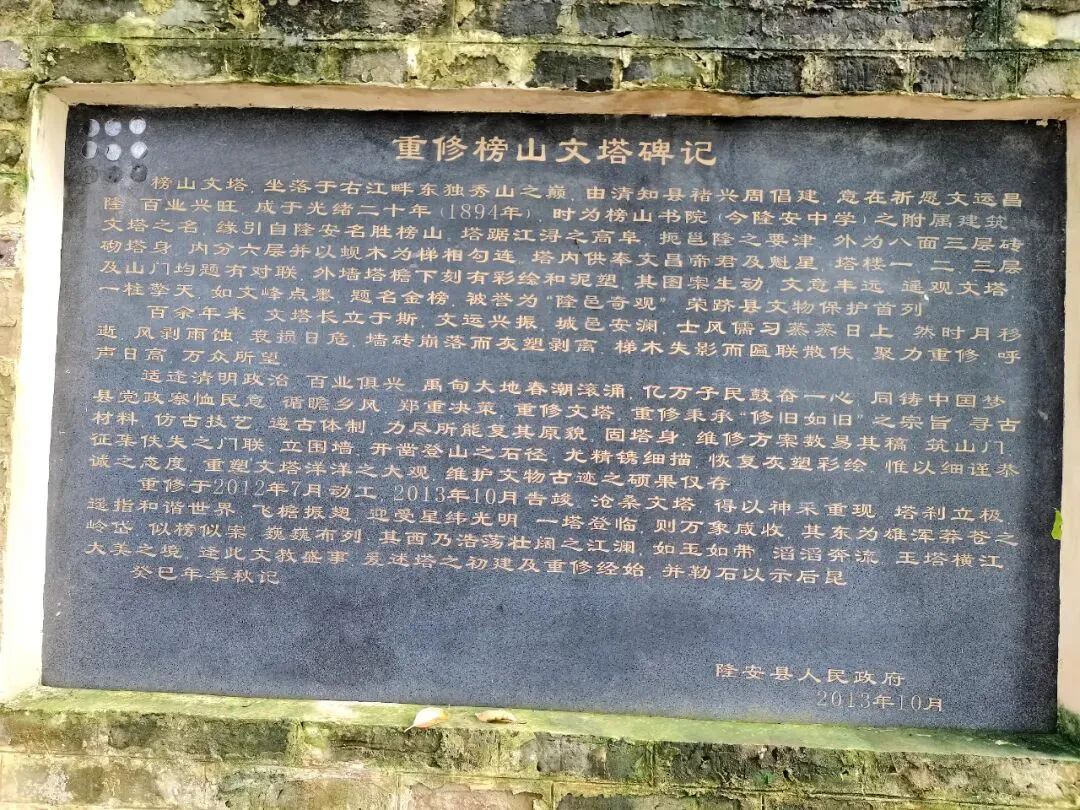 重修榜山文塔碑记
榜山文塔，坐落于右江畔东独秀山之巅，由清知县褚兴周倡建，意在祈愿文运昌
隆，百业兴旺，成于光绪二十年（1894年），时为榜山书院（今隆安中学）之附属建筑，
文塔之名，缘引自隆安名胜榜山，塔踞江浔之高阜，扼邕隆之要津，外为八面三层砖
砌塔身，内分六层并以蚬木为梯相勾连，塔内供奉文昌帝君及魁星，塔楼一、二、三层
及山门均题有对联，外墙塔檐下刻有彩绘和泥塑，其图案生动，文意丰远，遥观文塔，
一柱擎天，如文峰点墨，题名金榜，被誉为“隆邑奇观”，荣跻县文物保护首列。
百余年来，文塔长立于斯，文运兴振，城邑安澜，士风儒习蒸蒸日上，然时月移
逝，风剥雨蚀，衰损日危，墙砖崩落而灰塑剥离，梯木失影而匾联散佚，聚力重修，呼
声日高，万众所望。
适逢清明政治，百业俱兴，禹甸大地春潮滚涌，亿万子民鼓奋一心，同铸中国梦，
县党政察恤民意，循瞻乡风，郑重决策，重修文塔，重修秉承“修旧如旧”之宗旨，寻古
材料，仿古技艺，遵古体制，力尽所能复其原貌，固塔身，维修方案数易其稿，筑山门，
征集佚失之门联，立围墙，开凿登山之石径，尤精镌细描，恢复灰塑彩绘，惟以细谨恭
诚之态度，重塑文塔洋洋之大观，维护文物古迹之硕果仅存。
重修于2012年7月动工，2013年10月告竣，沧桑文塔，得以神采重现，塔刹立极，
遥指和谐世界，飞檐振翅，迎受星纬光明，一塔登临，则万象咸收，其东为雄浑莽苍之
岭岱，似榜似案，巍巍布列，其西乃浩荡壮阔之江澜，如玉如带，滔滔奔流，玉塔横江，
大美之境，逢此文教盛事，爰述塔之初建及重修经始，并勒石以示后昆。
癸巳年季秋记
隆安县人民政府
2013年10月